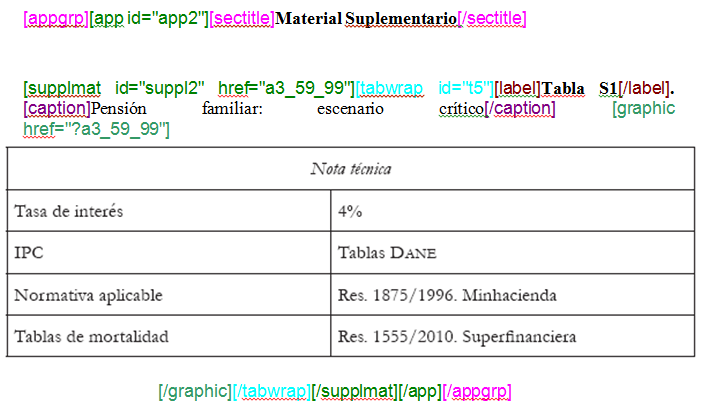 [appgrp][app id="app2"][sectitle]Material Suplementario[/sectitle]
[supplmat id="suppl2" href="a3_59_99"][tabwrap id="t5"][label]Tabla S1[/label].
[caption]Pensión familiar: escenario crítico[/caption] [graphic
href="?a3_59_99"]
Nota técnica
Tasa de interés 4%
IPC Tablas DANE
Normativa aplicable Res. 1875/1996. Minhacienda
Tablas de mortalidad Res. 1555/2010. Superfinanciera
[/graphic][/tabwrap][/supplmat][/app][/appgrp]